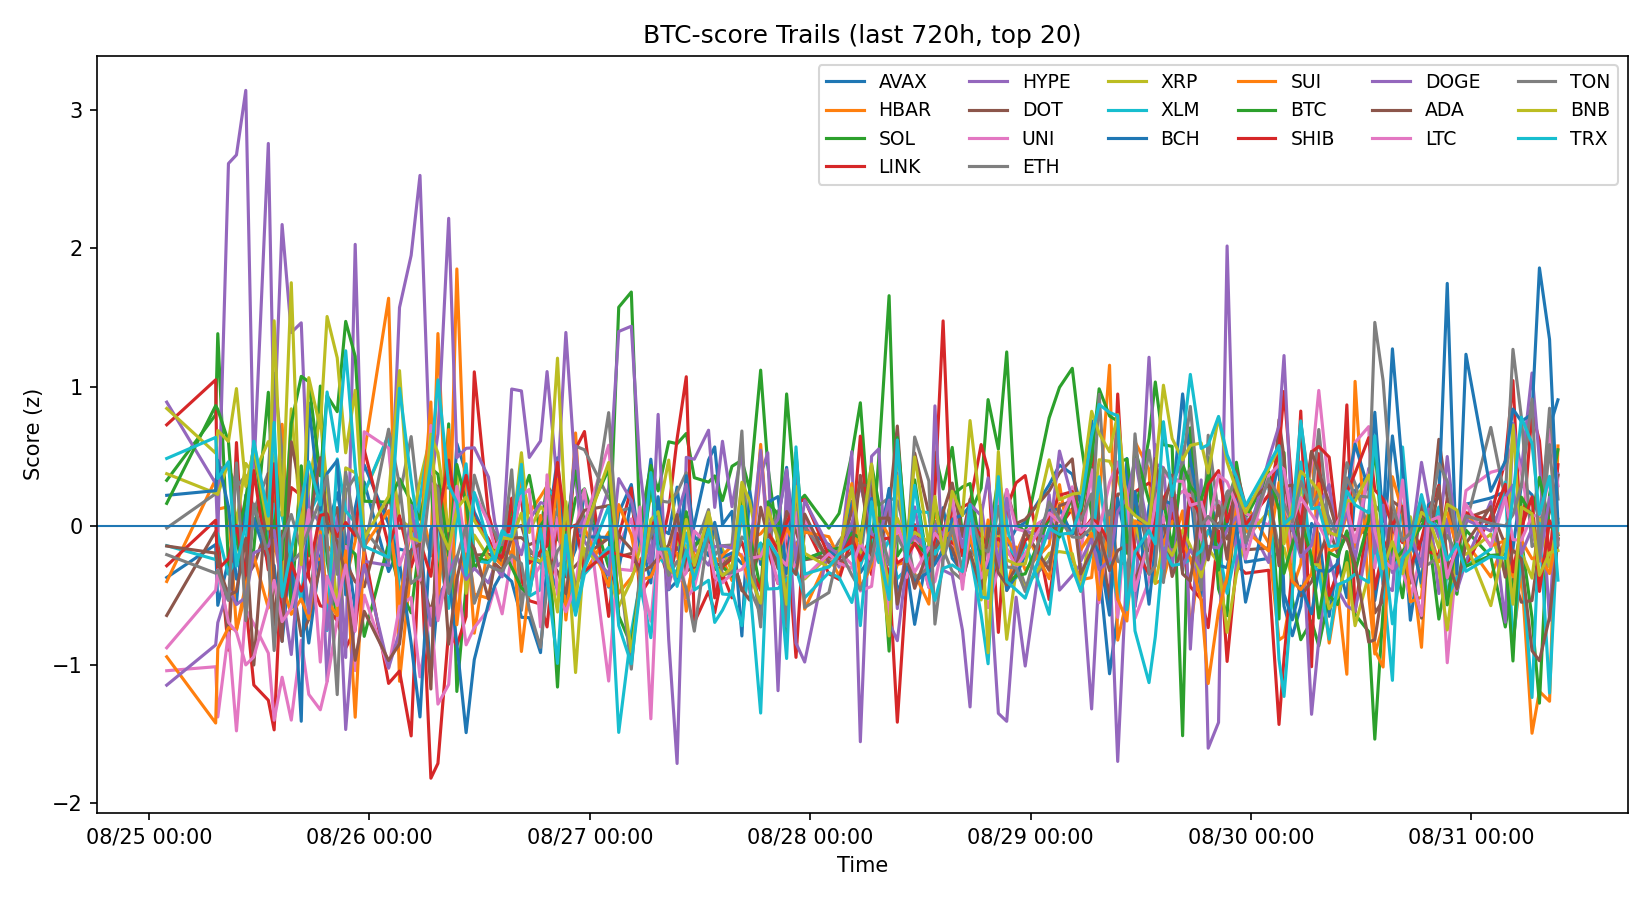 BTC-score Trails (last 720h, top 20)
AVAX HYPE XRP SUI DOGE TON
HBAR DOT XLM BTC ADA BNB
SOL UNI BCH SHIB LTC TRX
LINK ETH
3
2
1
0
−1
−2
Score (z)
08/25 00:00 08/26 00:00 08/27 00:00 08/28 00:00 08/29 00:00 08/30 00:00 08/31 00:00
Time